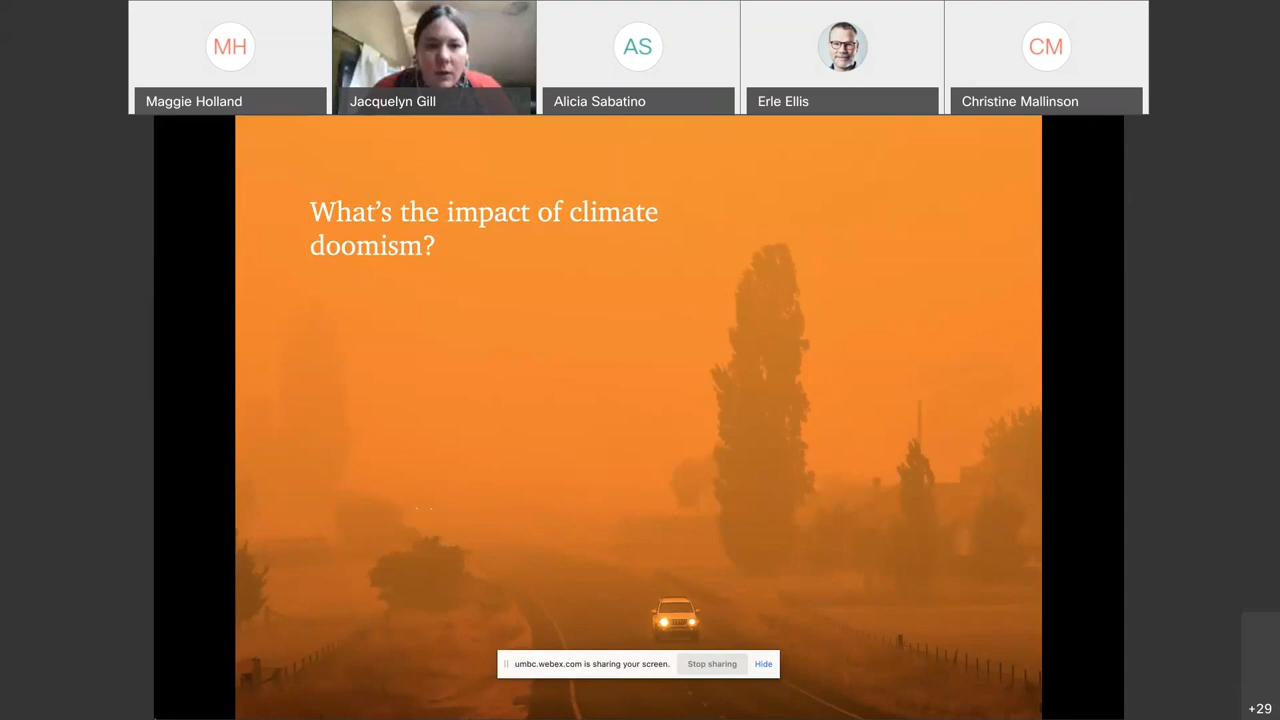 MH
AS
CM
Maggie Holland
Jacquelyn Gill
Alicia Sabatino
Erle Ellis
Christine Mallinson
What’s the impact of climate
doomism?
umbc.webex.com is sharing your screen.
Stop sharing
Hide
+29